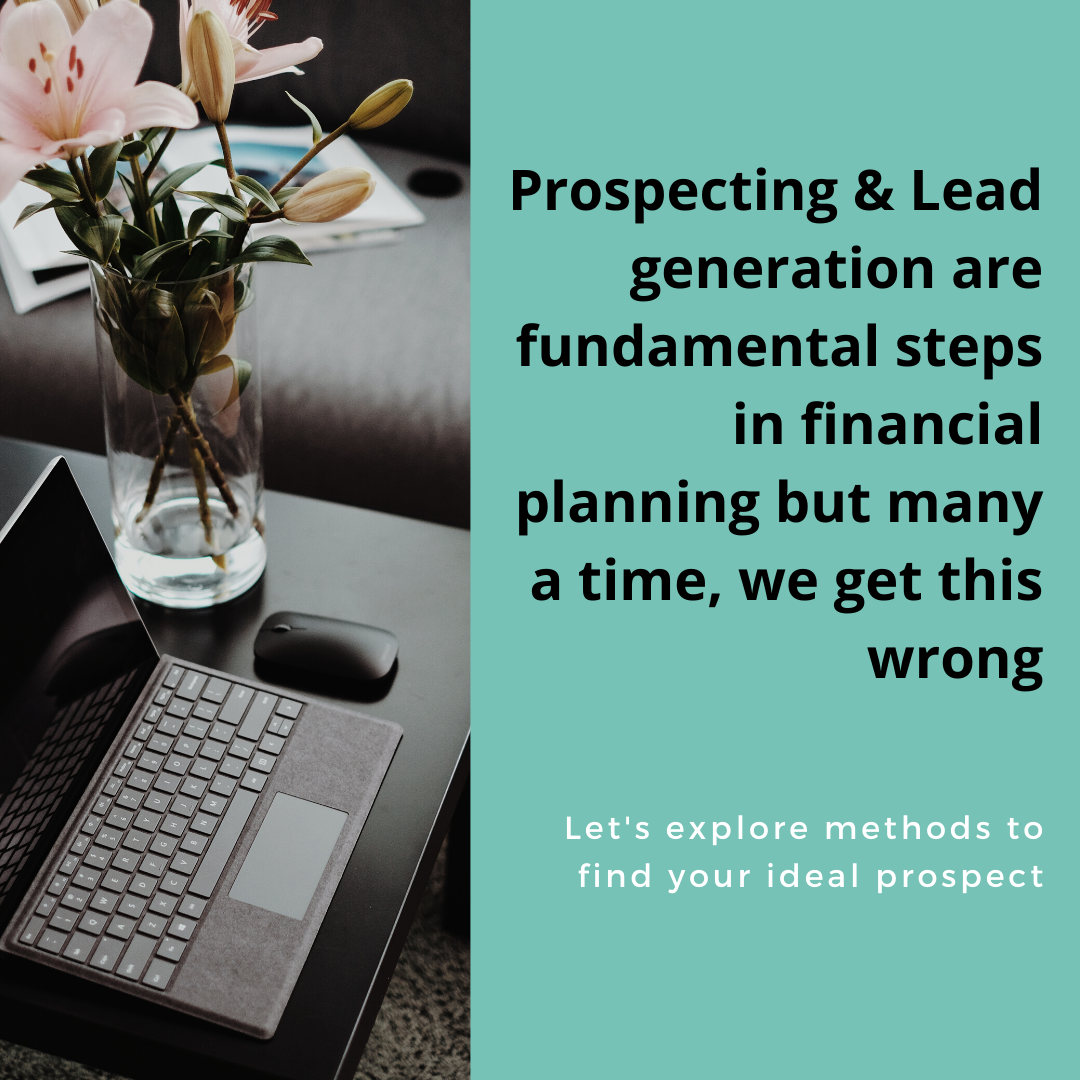 Prospecting & Lead
generation are
fundamental steps
in financial
planning but many
a time, we get this
wrong
Let's explore methods to
find your ideal prospect